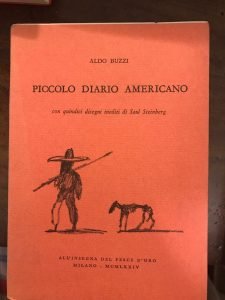 ALDO BUZZI
PICCOLO DIARIO AMERICANO
con quindici disegni inediti di Saul Steinberg
ALL'INSEGNA DEL PESCE D'ORO
MILANO - MCMLXXIV